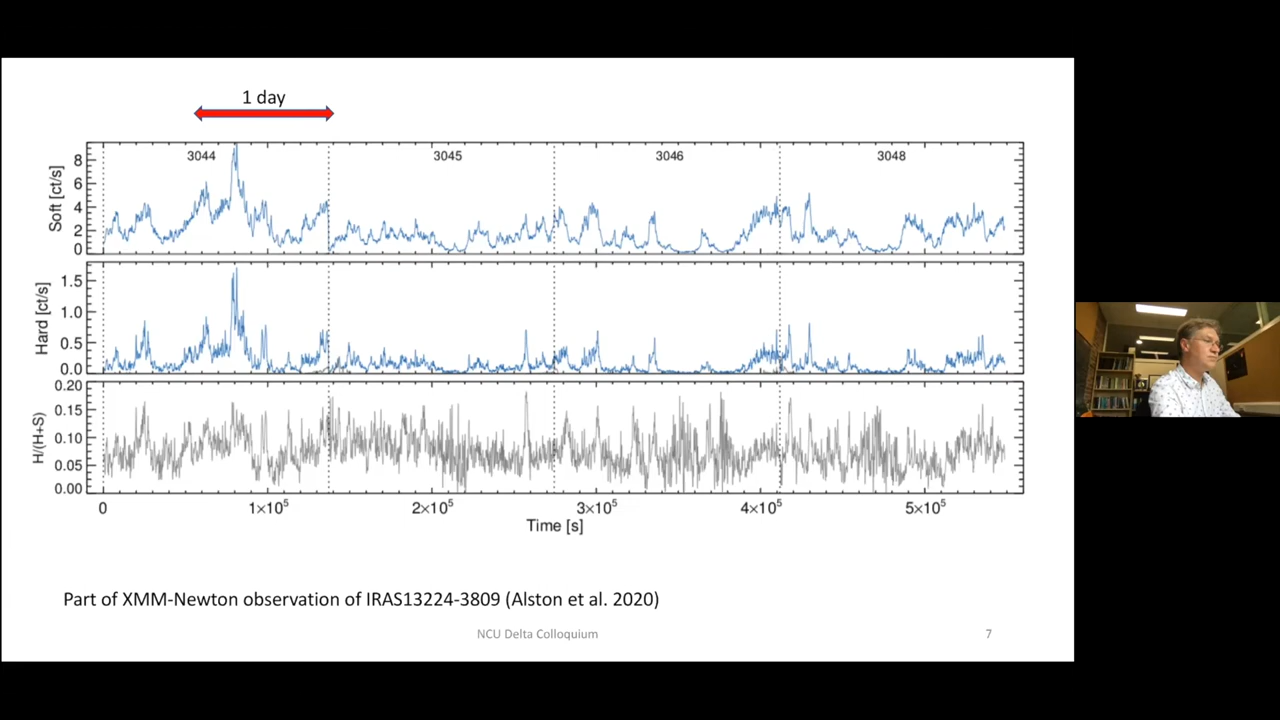 1 day
3044 3045 3046 3048
Soft [ct/s]
8
6
4
2
0
Hard [ct/s]
1.5
1.0
0.5
0.0
H/(H+S)
0.20
0.15
0.10
0.05
0.00
0 1×10⁵ 2×10⁵ 3×10⁵ 4×10⁵ 5×10⁵
Time [s]
Part of XMM-Newton observation of IRAS13224-3809 (Alston et al. 2020)
NCU Delta Colloquium 7